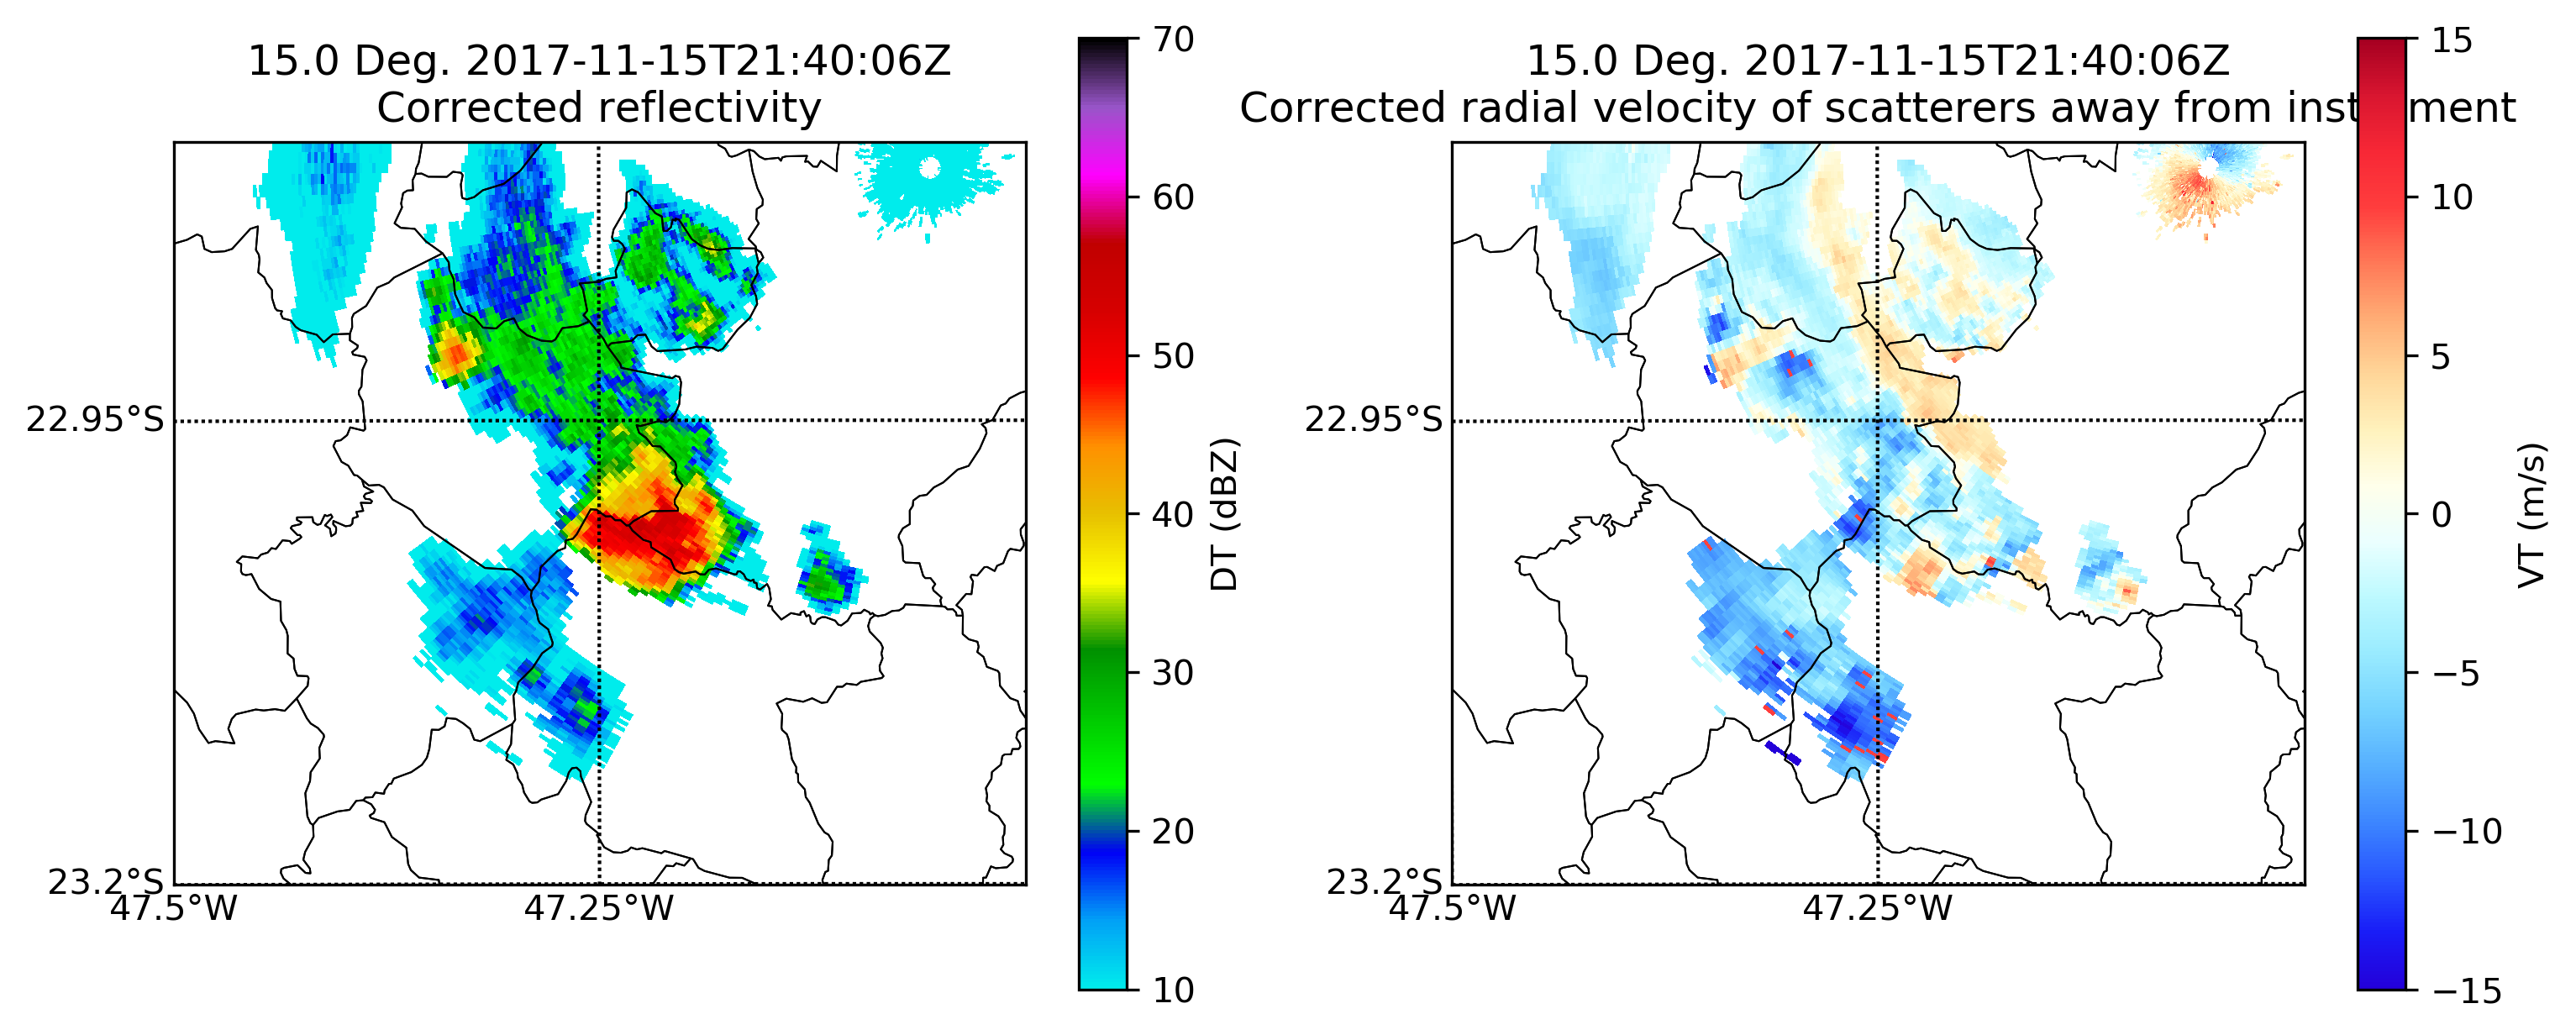 15.0 Deg. 2017-11-15T21:40:06Z
Corrected reflectivity
22.95°S
23.2°S
47.5°W
47.25°W
70
60
50
40
30
20
10
DT (dBZ)
15.0 Deg. 2017-11-15T21:40:06Z
Corrected radial velocity of scatterers away from inst ment
22.95°S
23.2°S
47.5°W
47.25°W
15
10
5
0
−5
−10
−15
VT (m/s)